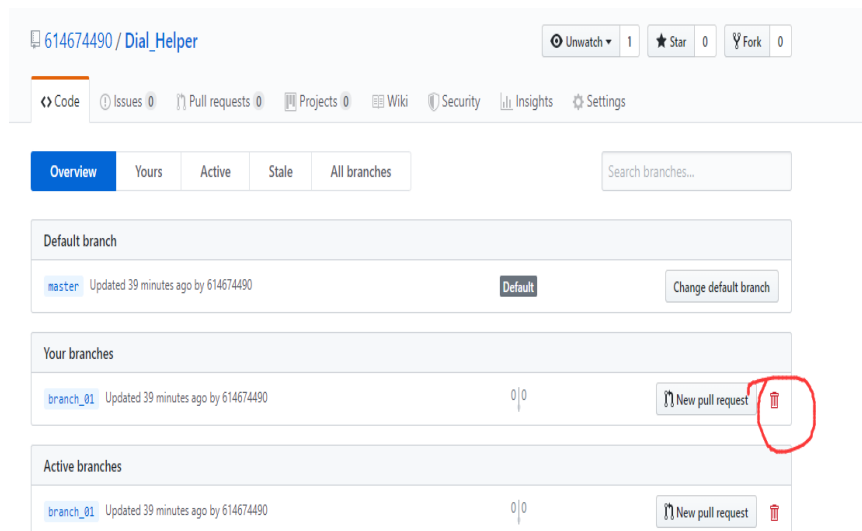 614674490 / Dial_Helper Unwatch 1 Star 0 Fork 0
Code Issues 0 Pull requests 0 Projects 0 Wiki Security Insights Settings
Overview Yours Active Stale All branches Search branches...
Default branch
master Updated 39 minutes ago by 614674490 Default Change default branch
Your branches
branch_01 Updated 39 minutes ago by 614674490 0 0 New pull request
Active branches
branch_01 Updated 39 minutes ago by 614674490 0 0 New pull request